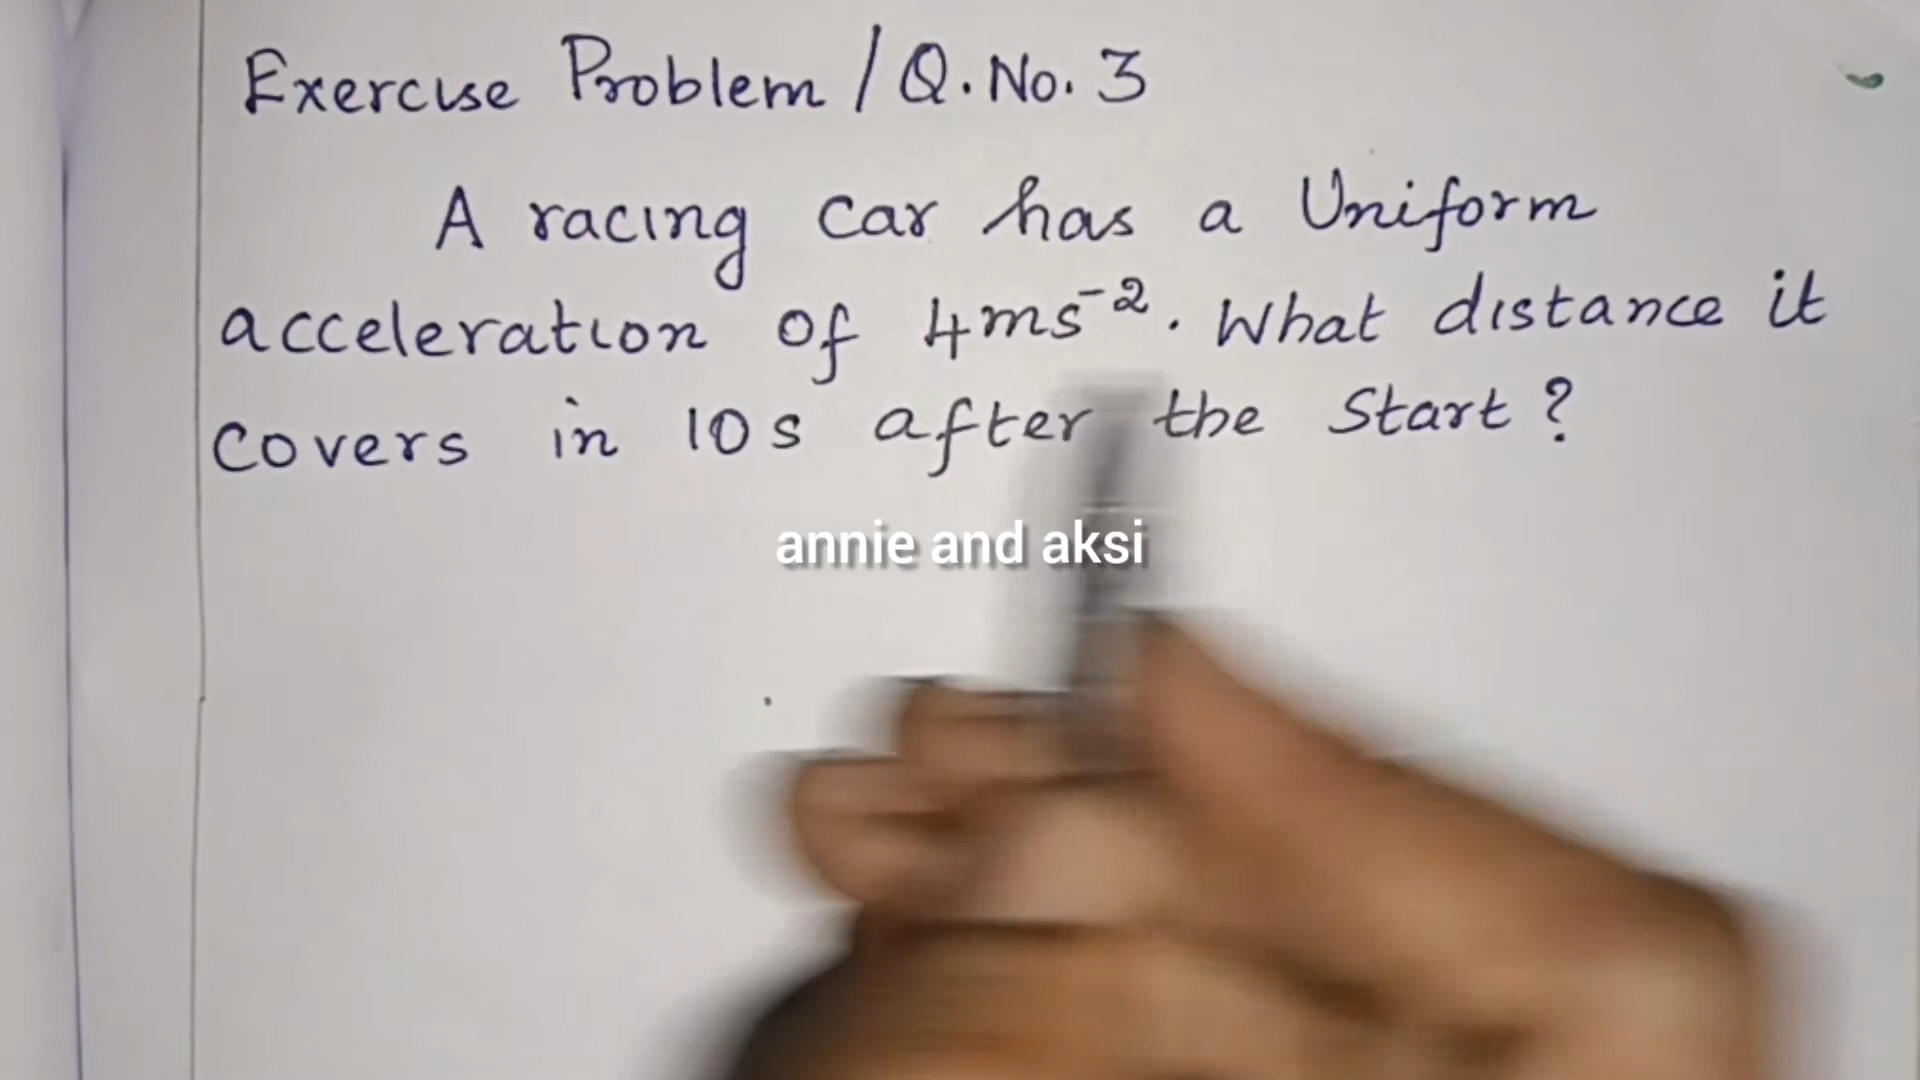 Exercise Problem / Q. No. 3
A racing car has a Uniform
acceleration of 4ms⁻². What distance it
covers in 10s after the Start?
annie and aksi